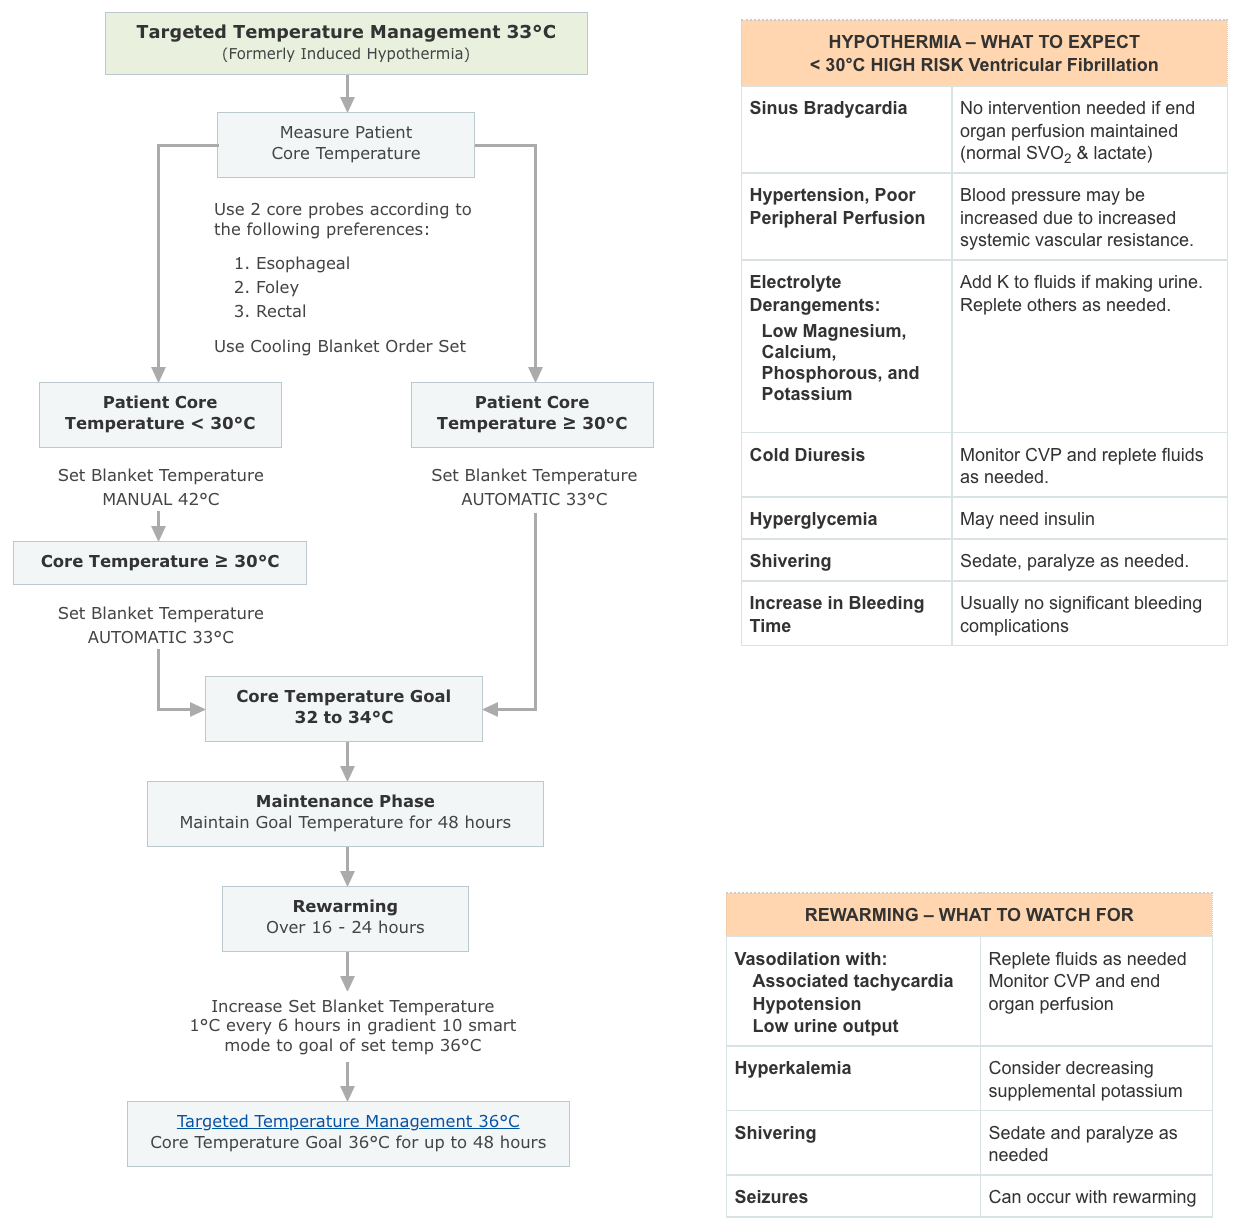 Targeted Temperature Management 33°C
(Formerly Induced Hypothermia)
Measure Patient
Core Temperature
Use 2 core probes according to
the following preferences:
1. Esophageal
2. Foley
3. Rectal
Use Cooling Blanket Order Set
Patient Core
Temperature < 30°C
Set Blanket Temperature
MANUAL 42°C
Core Temperature ≥ 30°C
Set Blanket Temperature
AUTOMATIC 33°C
Patient Core
Temperature ≥ 30°C
Set Blanket Temperature
AUTOMATIC 33°C
Core Temperature Goal
32 to 34°C
Maintenance Phase
Maintain Goal Temperature for 48 hours
Rewarming
Over 16 - 24 hours
Increase Set Blanket Temperature
1°C every 6 hours in gradient 10 smart
mode to goal of set temp 36°C
Targeted Temperature Management 36°C
Core Temperature Goal 36°C for up to 48 hours
HYPOTHERMIA – WHAT TO EXPECT
< 30°C HIGH RISK Ventricular Fibrillation
Sinus Bradycardia
No intervention needed if end
organ perfusion maintained
(normal SVO₂ & lactate)
Hypertension, Poor
Peripheral Perfusion
Blood pressure may be
increased due to increased
systemic vascular resistance.
Electrolyte
Derangements:
Low Magnesium,
Calcium,
Phosphorous, and
Potassium
Add K to fluids if making urine.
Replete others as needed.
Cold Diuresis
Monitor CVP and replete fluids
as needed.
Hyperglycemia
May need insulin
Shivering
Sedate, paralyze as needed.
Increase in Bleeding
Time
Usually no significant bleeding
complications
REWARMING – WHAT TO WATCH FOR
Vasodilation with:
Associated tachycardia
Hypotension
Low urine output
Replete fluids as needed
Monitor CVP and end
organ perfusion
Hyperkalemia
Consider decreasing
supplemental potassium
Shivering
Sedate and paralyze as
needed
Seizures
Can occur with rewarming